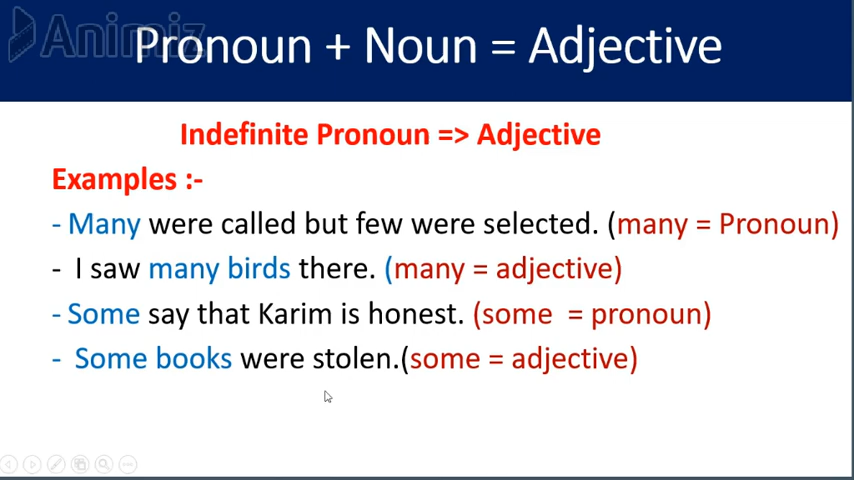 Animiz
Pronoun + Noun = Adjective
Indefinite Pronoun => Adjective
Examples :-
- Many were called but few were selected. (many = Pronoun)
- I saw many birds there. (many = adjective)
- Some say that Karim is honest. (some = pronoun)
- Some books were stolen.(some = adjective)